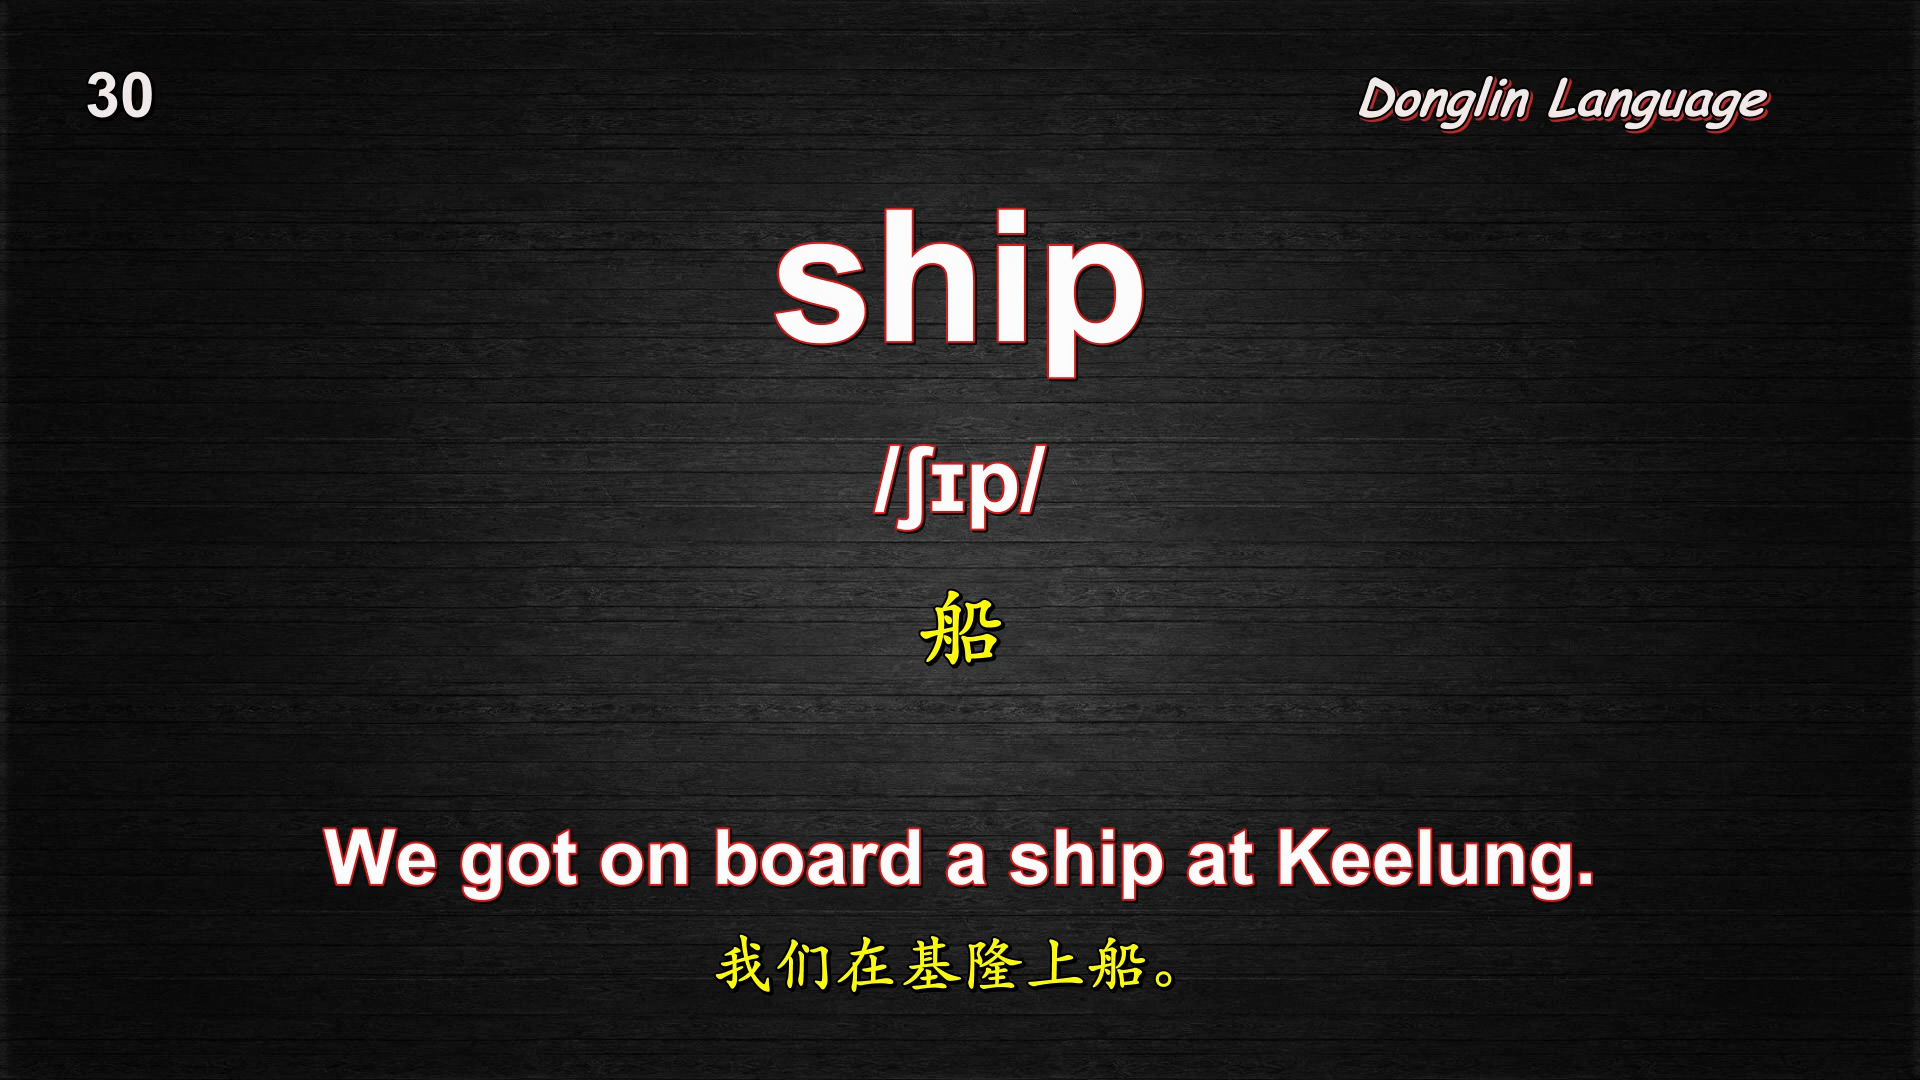 30
Donglin Language
ship
/ʃɪp/
船
We got on board a ship at Keelung.
我们在基隆上船。